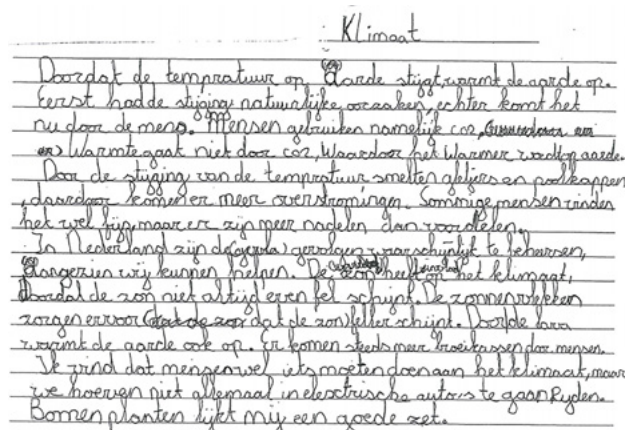 Klimaat
Doordat de tempratuur op aarde stijgt, warmt de aarde op.
Eerst had de stijging natuurlijke oorzaken, echter komt het
nu door de mens. Mensen gebruiken namelijk co2,
Warmte gaat niet door co2, Waardoor het warmer wordt op aarde.
Door de stijging van de tempratuur smelten gletjers en poolkappen
, daardoor komen er meer overstromingen. Sommige mensen vinden
het wel fijn, maar er zijn meer nadelen dan voordelen.
In Nederland zijn de gevolgen waarschijnlijk te beheersen,
aangezien wij kunnen helpen. De zon heeft invloed op het klimaat,
Doordat de zon niet altijd even fel schijnt. De zonnevlekken
zorgen ervoor dat de zon feller schijnt. Door de lava
warmt de aarde ook op. Er komen steeds meer broeikassen door mensen.
Ik vind dat mensen wel iets moeten doen aan het klimaat, maar
we hoeven niet allemaal in electrische auto's te gaan Rijden.
Bomen planten lijkt mij een goede zet.